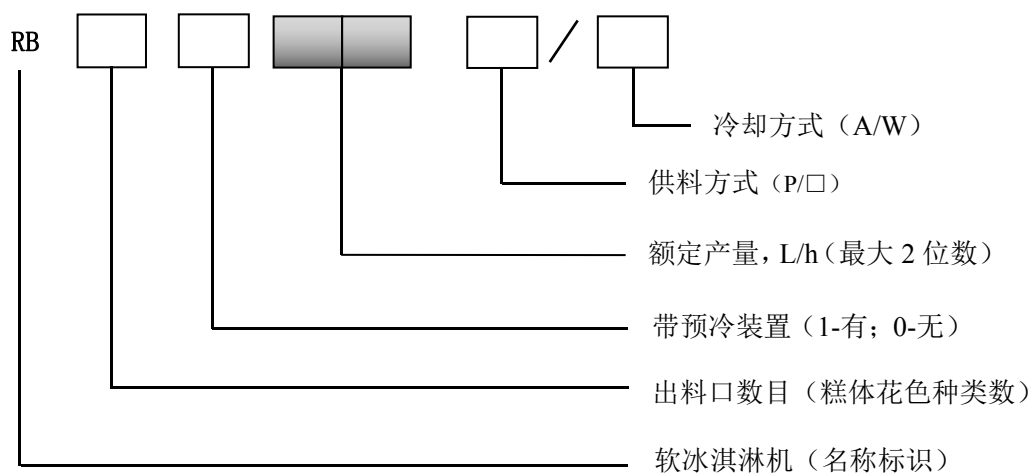 RB /
冷却方式（A/W）
供料方式（P/□）
额定产量，L/h（最大 2 位数）
带预冷装置（1-有；0-无）
出料口数目（糕体花色种类数）
软冰淇淋机（名称标识）